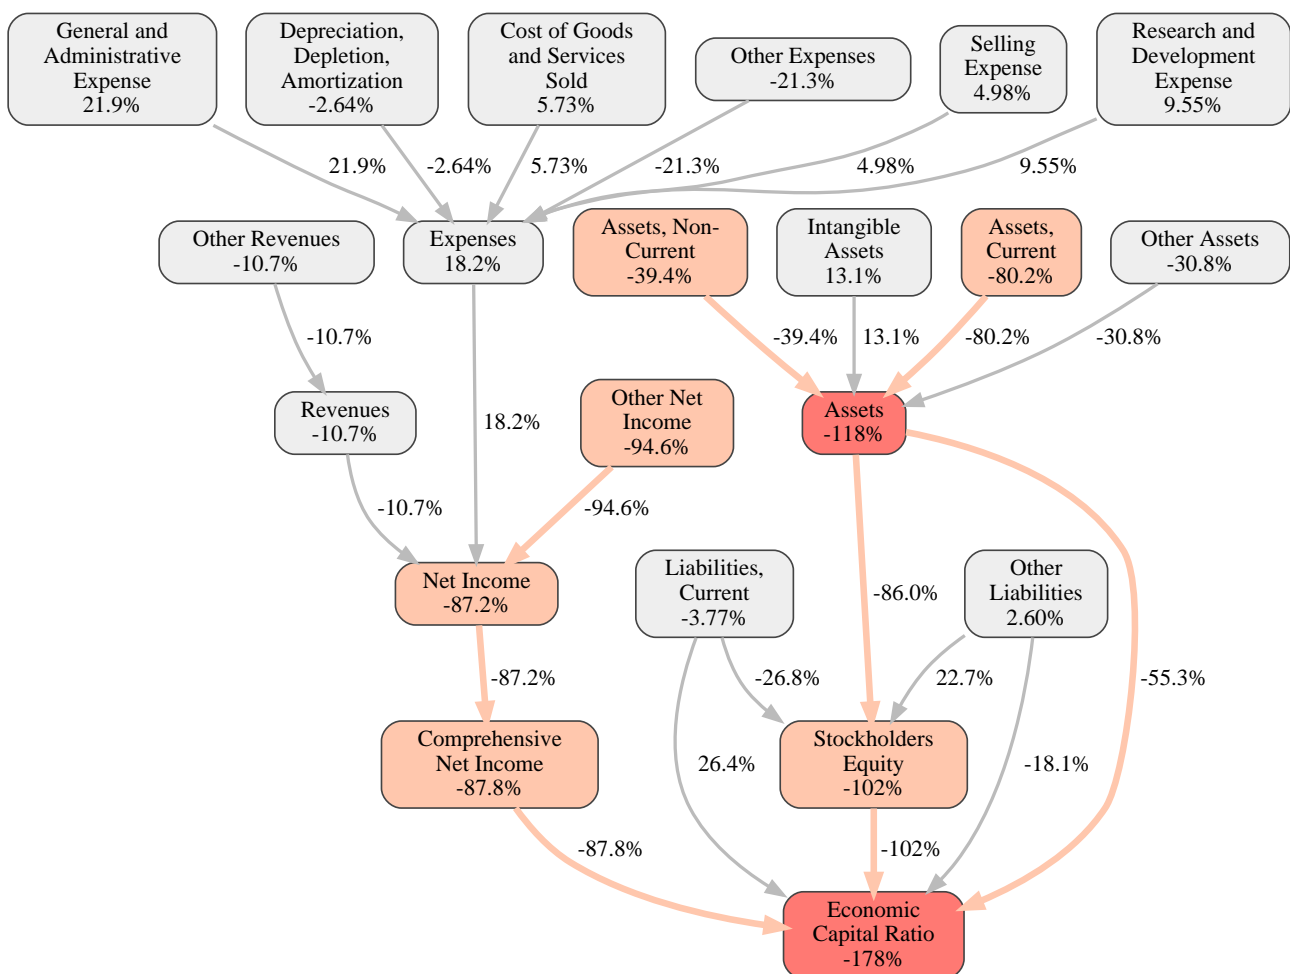 General and
Administrative
Expense
21.9%
Depreciation,
Depletion,
Amortization
-2.64%
Cost of Goods
and Services
Sold
5.73%
Other Expenses
-21.3%
Selling
Expense
4.98%
Research and
Development
Expense
9.55%
21.9%
-2.64%
5.73%
-21.3%
4.98%
9.55%
Other Revenues
-10.7%
Expenses
18.2%
Assets, Non-
Current
-39.4%
Intangible
Assets
13.1%
Assets,
Current
-80.2%
Other Assets
-30.8%
-10.7%
-39.4%
13.1%
-80.2%
-30.8%
Revenues
-10.7%
18.2%
Other Net
Income
-94.6%
Assets
-118%
-10.7%
-94.6%
Net Income
-87.2%
Liabilities,
Current
-3.77%
-86.0%
Other
Liabilities
2.60%
-87.2%
-26.8%
22.7%
-55.3%
Comprehensive
Net Income
-87.8%
26.4%
Stockholders
Equity
-102%
-18.1%
-87.8%
-102%
Economic
Capital Ratio
-178%